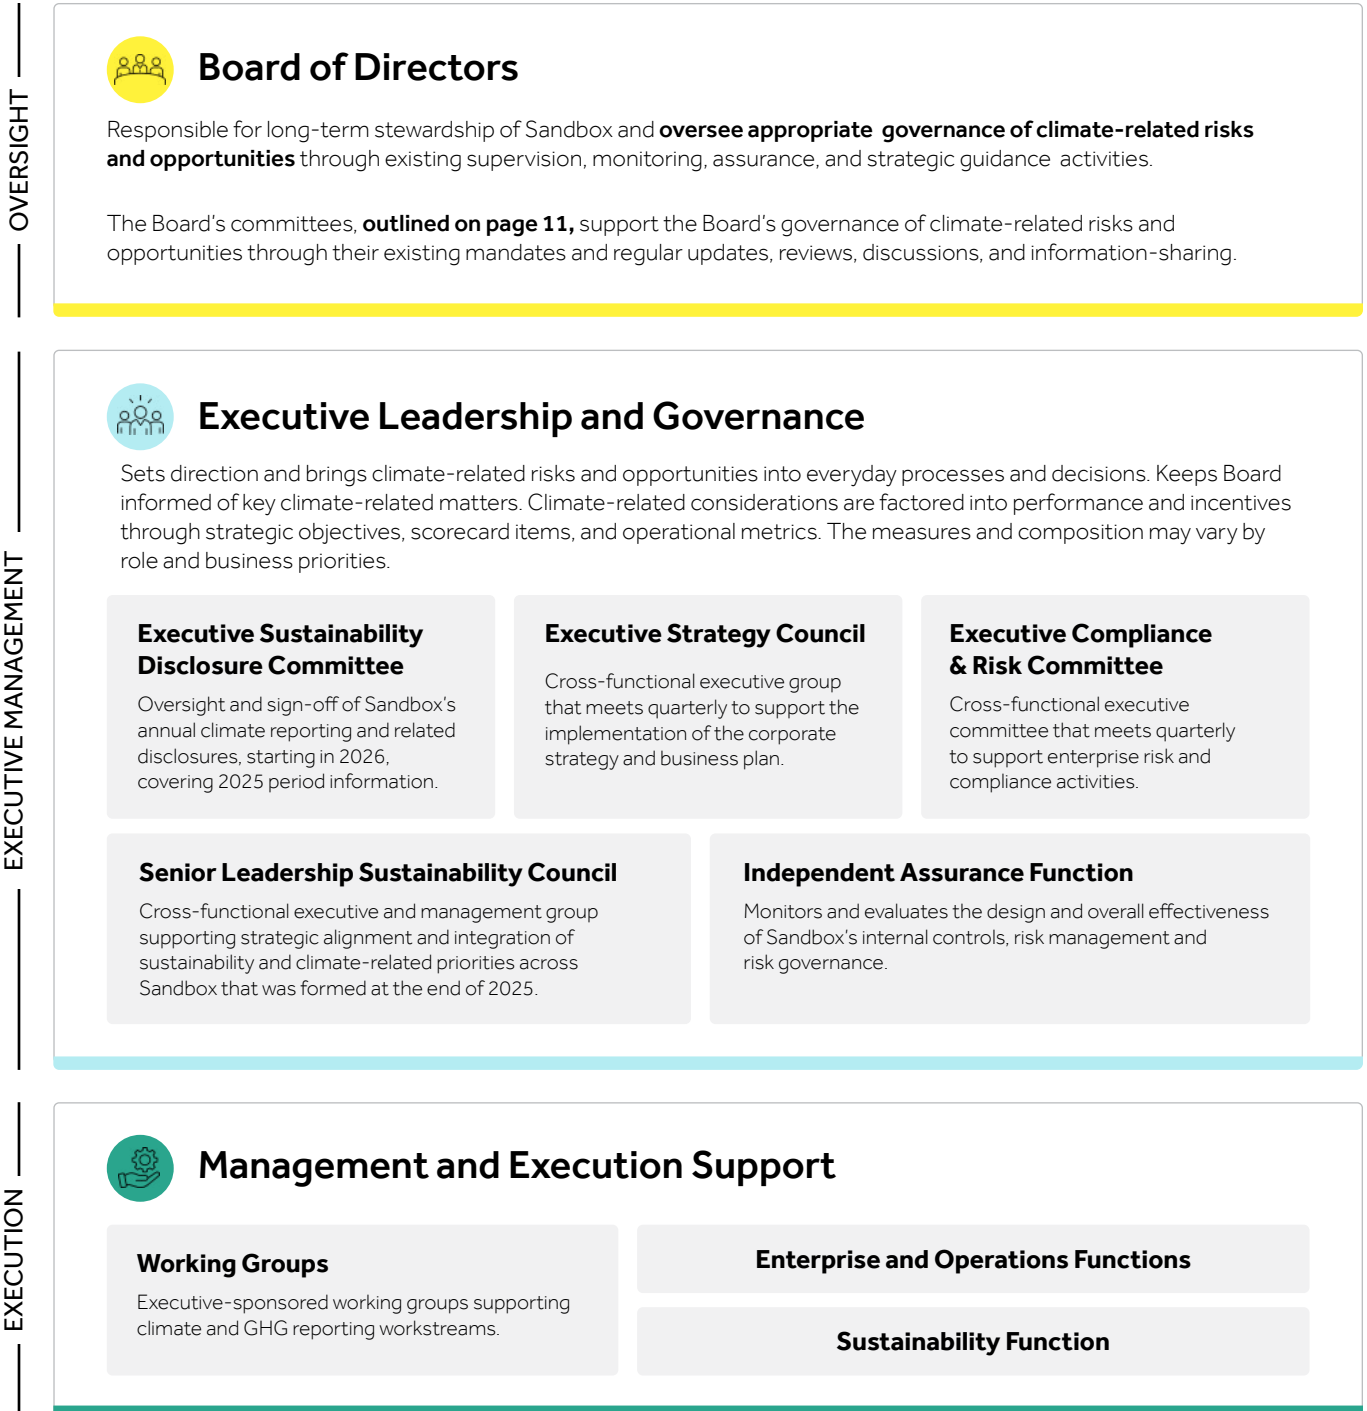 OVERSIGHT
Board of Directors
Responsible for long-term stewardship of Sandbox and oversee appropriate governance of climate-related risks
and opportunities through existing supervision, monitoring, assurance, and strategic guidance activities.
The Board's committees, outlined on page 11, support the Board's governance of climate-related risks and
opportunities through their existing mandates and regular updates, reviews, discussions, and information-sharing.
EXECUTIVE MANAGEMENT
Executive Leadership and Governance
Sets direction and brings climate-related risks and opportunities into everyday processes and decisions. Keeps Board
informed of key climate-related matters. Climate-related considerations are factored into performance and incentives
through strategic objectives, scorecard items, and operational metrics. The measures and composition may vary by
role and business priorities.
Executive Sustainability
Disclosure Committee
Oversight and sign-off of Sandbox's
annual climate reporting and related
disclosures, starting in 2026,
covering 2025 period information.
Executive Strategy Council
Cross-functional executive group
that meets quarterly to support the
implementation of the corporate
strategy and business plan.
Executive Compliance
& Risk Committee
Cross-functional executive
committee that meets quarterly
to support enterprise risk and
compliance activities.
Senior Leadership Sustainability Council
Cross-functional executive and management group
supporting strategic alignment and integration of
sustainability and climate-related priorities across
Sandbox that was formed at the end of 2025.
Independent Assurance Function
Monitors and evaluates the design and overall effectiveness
of Sandbox's internal controls, risk management and
risk governance.
EXECUTION
Management and Execution Support
Working Groups
Executive-sponsored working groups supporting
climate and GHG reporting workstreams.
Enterprise and Operations Functions
Sustainability Function